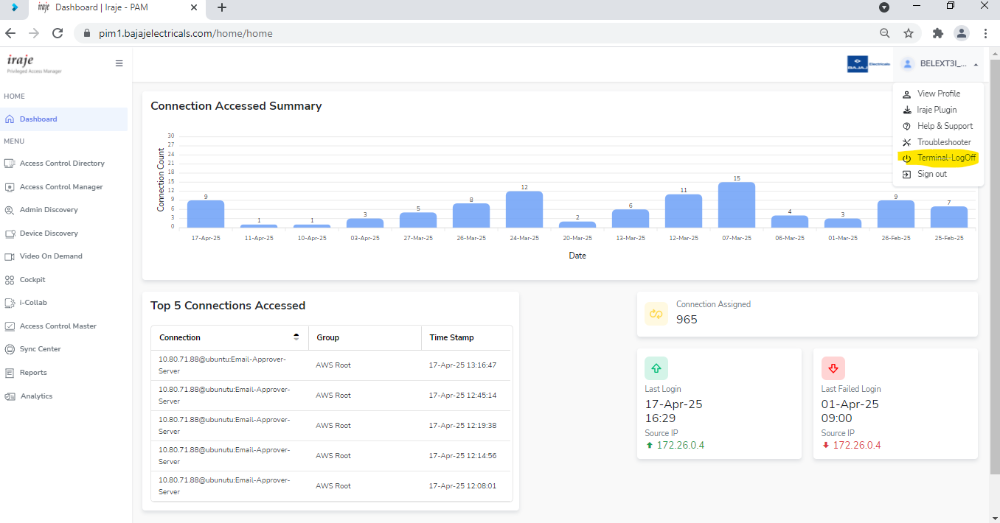 iraje Dashboard | Iraje - PAM
pim1.bajajelectricals.com/home/home
iraje
Privileged Access Manager
BAJAJ Electricals
BELEXT3I_...
View Profile
Iraje Plugin
Help & Support
Troubleshooter
Terminal-LogOff
Sign out
HOME
Dashboard
MENU
Access Control Directory
Access Control Manager
Admin Discovery
Device Discovery
Video On Demand
Cockpit
i-Collab
Access Control Master
Sync Center
Reports
Analytics
Connection Accessed Summary
Connection Count
30
27
24
21
18
15
12
9
6
3
0
9 1 1 3 5 8 12 2 6 11 15 4 3 9 7
17-Apr-25 11-Apr-25 10-Apr-25 03-Apr-25 27-Mar-25 26-Mar-25 24-Mar-25 20-Mar-25 13-Mar-25 12-Mar-25 07-Mar-25 06-Mar-25 01-Mar-25 26-Feb-25 25-Feb-25
Date
Top 5 Connections Accessed
Connection Group Time Stamp
10.80.71.88@ubuntu:Email-Approver-
Server AWS Root 17-Apr-25 13:16:47
10.80.71.88@ubunutu:Email-Approver-
Server AWS Root 17-Apr-25 12:45:14
10.80.71.88@ubunutu:Email-Approver-
Server AWS Root 17-Apr-25 12:19:38
10.80.71.88@ubunutu:Email-Approver-
Server AWS Root 17-Apr-25 12:14:56
10.80.71.88@ubunutu:Email-Approver-
Server AWS Root 17-Apr-25 12:08:01
Connection Assigned
965
Last Login
17-Apr-25
16:29
Source IP
172.26.0.4
Last Failed Login
01-Apr-25
09:00
Source IP
172.26.0.4